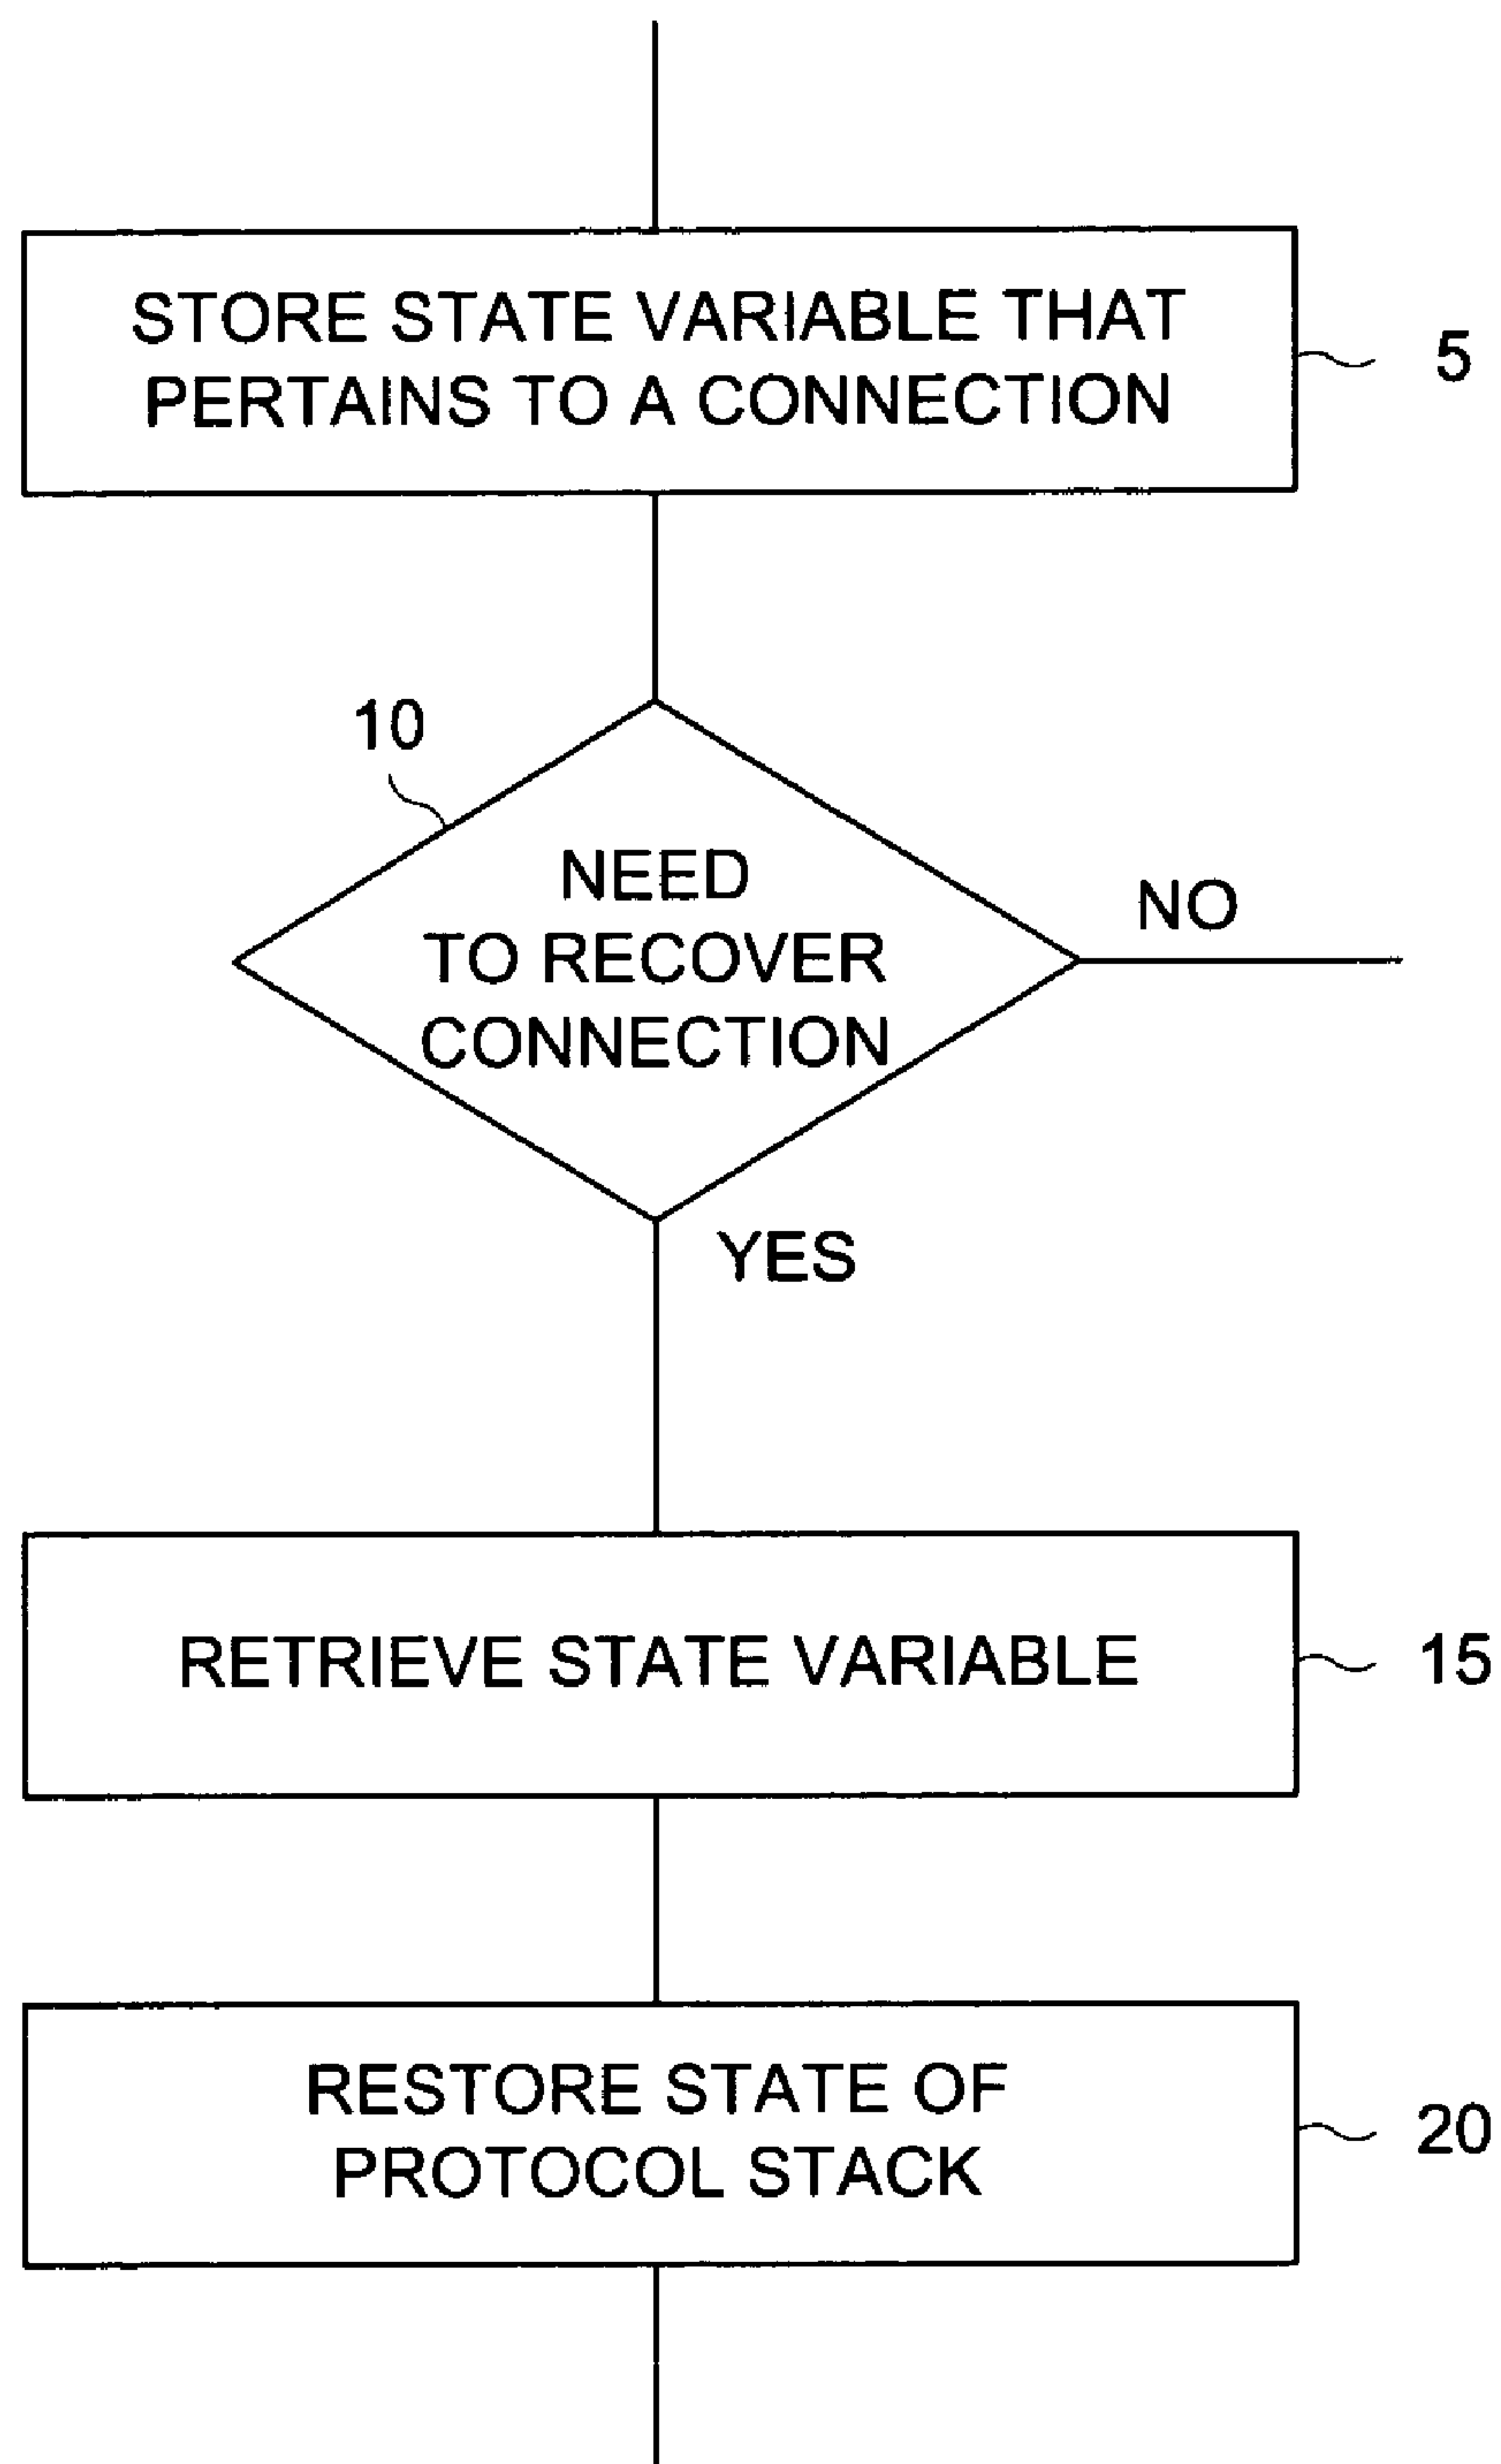 STORE STATE VARIABLE THAT
PERTAINS TO A CONNECTION
5
10
NEED
TO RECOVER
CONNECTION
NO
YES
RETRIEVE STATE VARIABLE
15
RESTORE STATE OF
PROTOCOL STACK
20